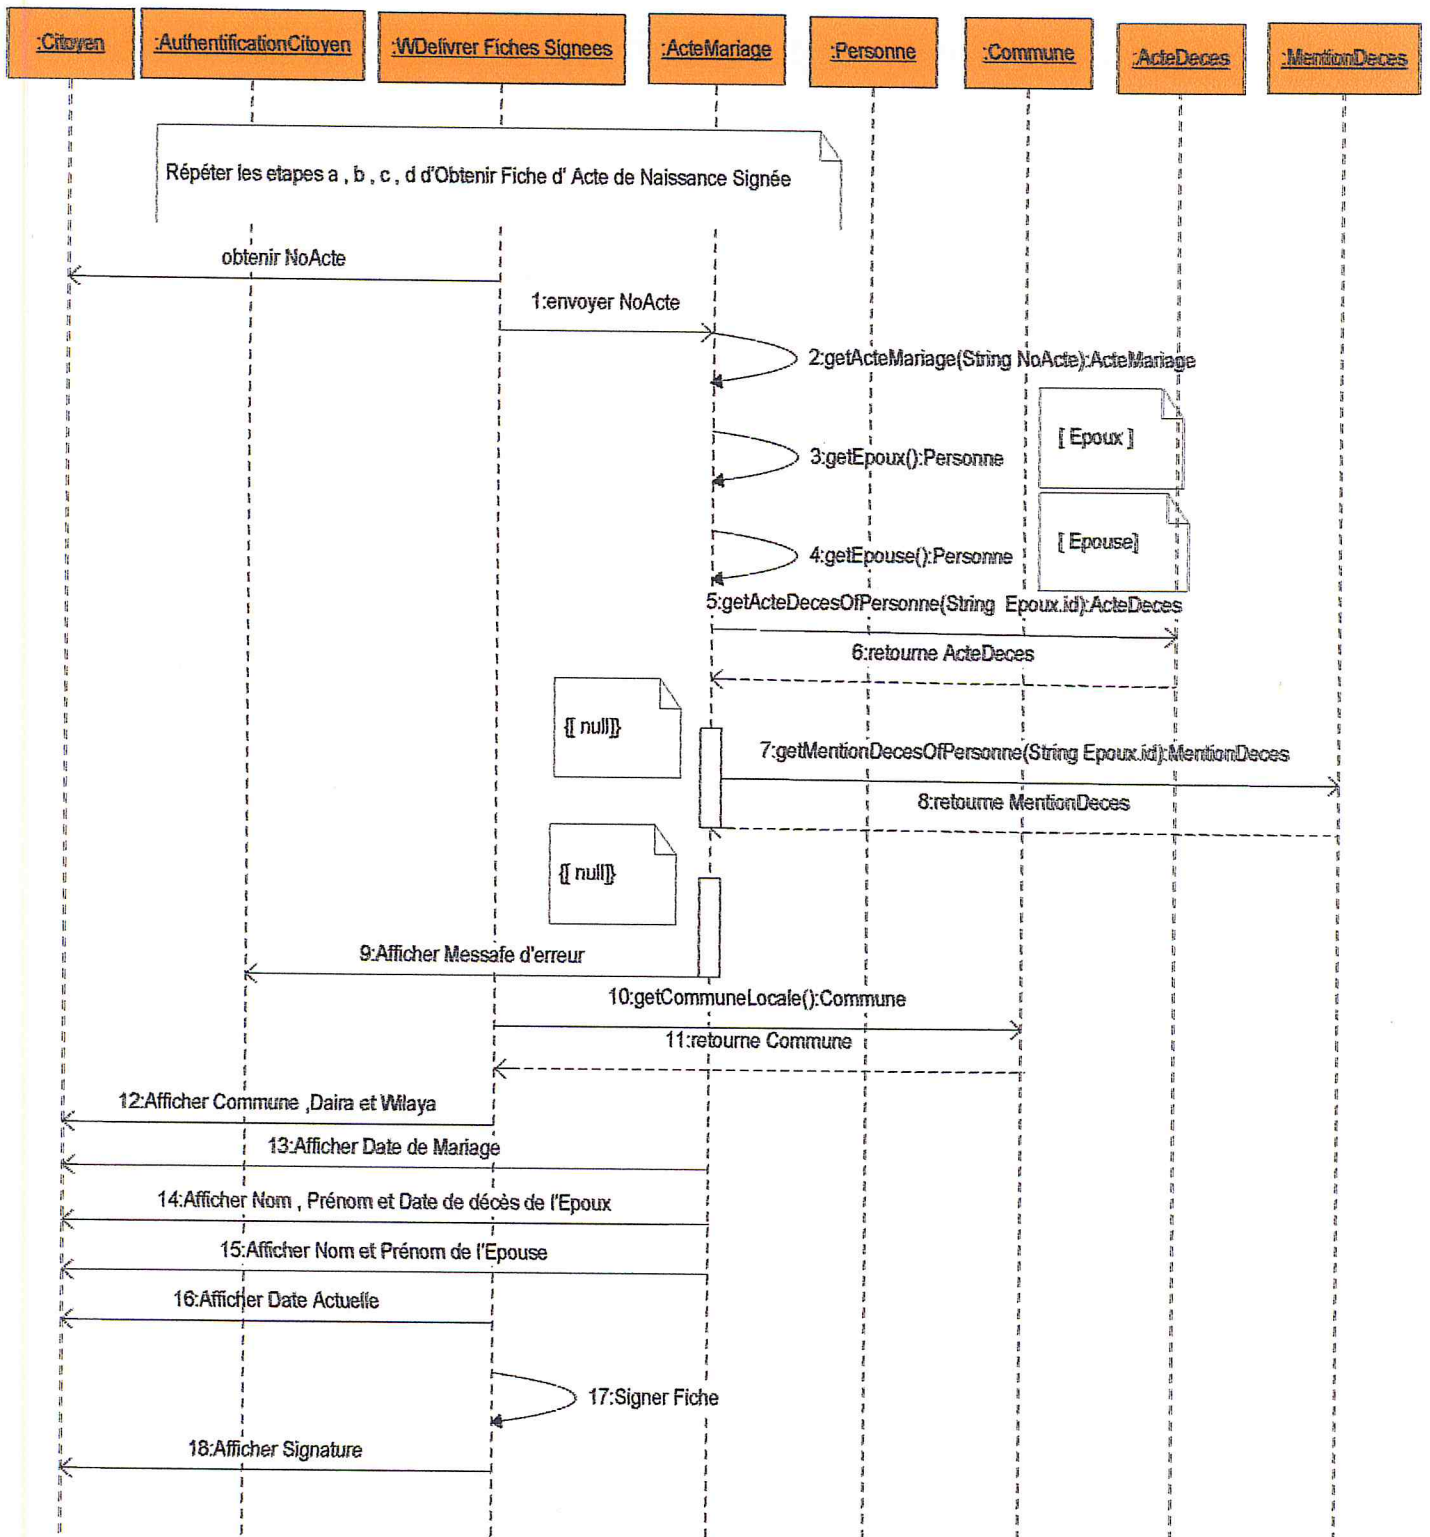 :Citoyen
:AuthentificationCitoyen
:WDelivrer Fiches Signees
:ActeMariage
:Personne
:Commune
:ActeDeces
:MentionDeces
Répéter les etapes a , b , c , d d'Obtenir Fiche d' Acte de Naissance Signée
obtenir NoActe
1:envoyer NoActe
2:getActeMariage(String NoActe):ActeMariage
[ Epoux ]
3:getEpoux():Personne
[ Epouse]
4:getEpouse():Personne
5:getActeDecesOfPersonne(String Epoux.id):ActeDeces
6:retourne ActeDeces
{[ null]}
7:getMentionDecesOfPersonne(String Epoux.id):MentionDeces
8:retourne MentionDeces
{[ null]}
9:Afficher Messafe d'erreur
10:getCommuneLocale():Commune
11:retourne Commune
12:Afficher Commune ,Daira et Wilaya
13:Afficher Date de Mariage
14:Afficher Nom , Prénom et Date de décès de l'Epoux
15:Afficher Nom et Prénom de l'Epouse
16:Afficher Date Actuelle
17:Signer Fiche
18:Afficher Signature